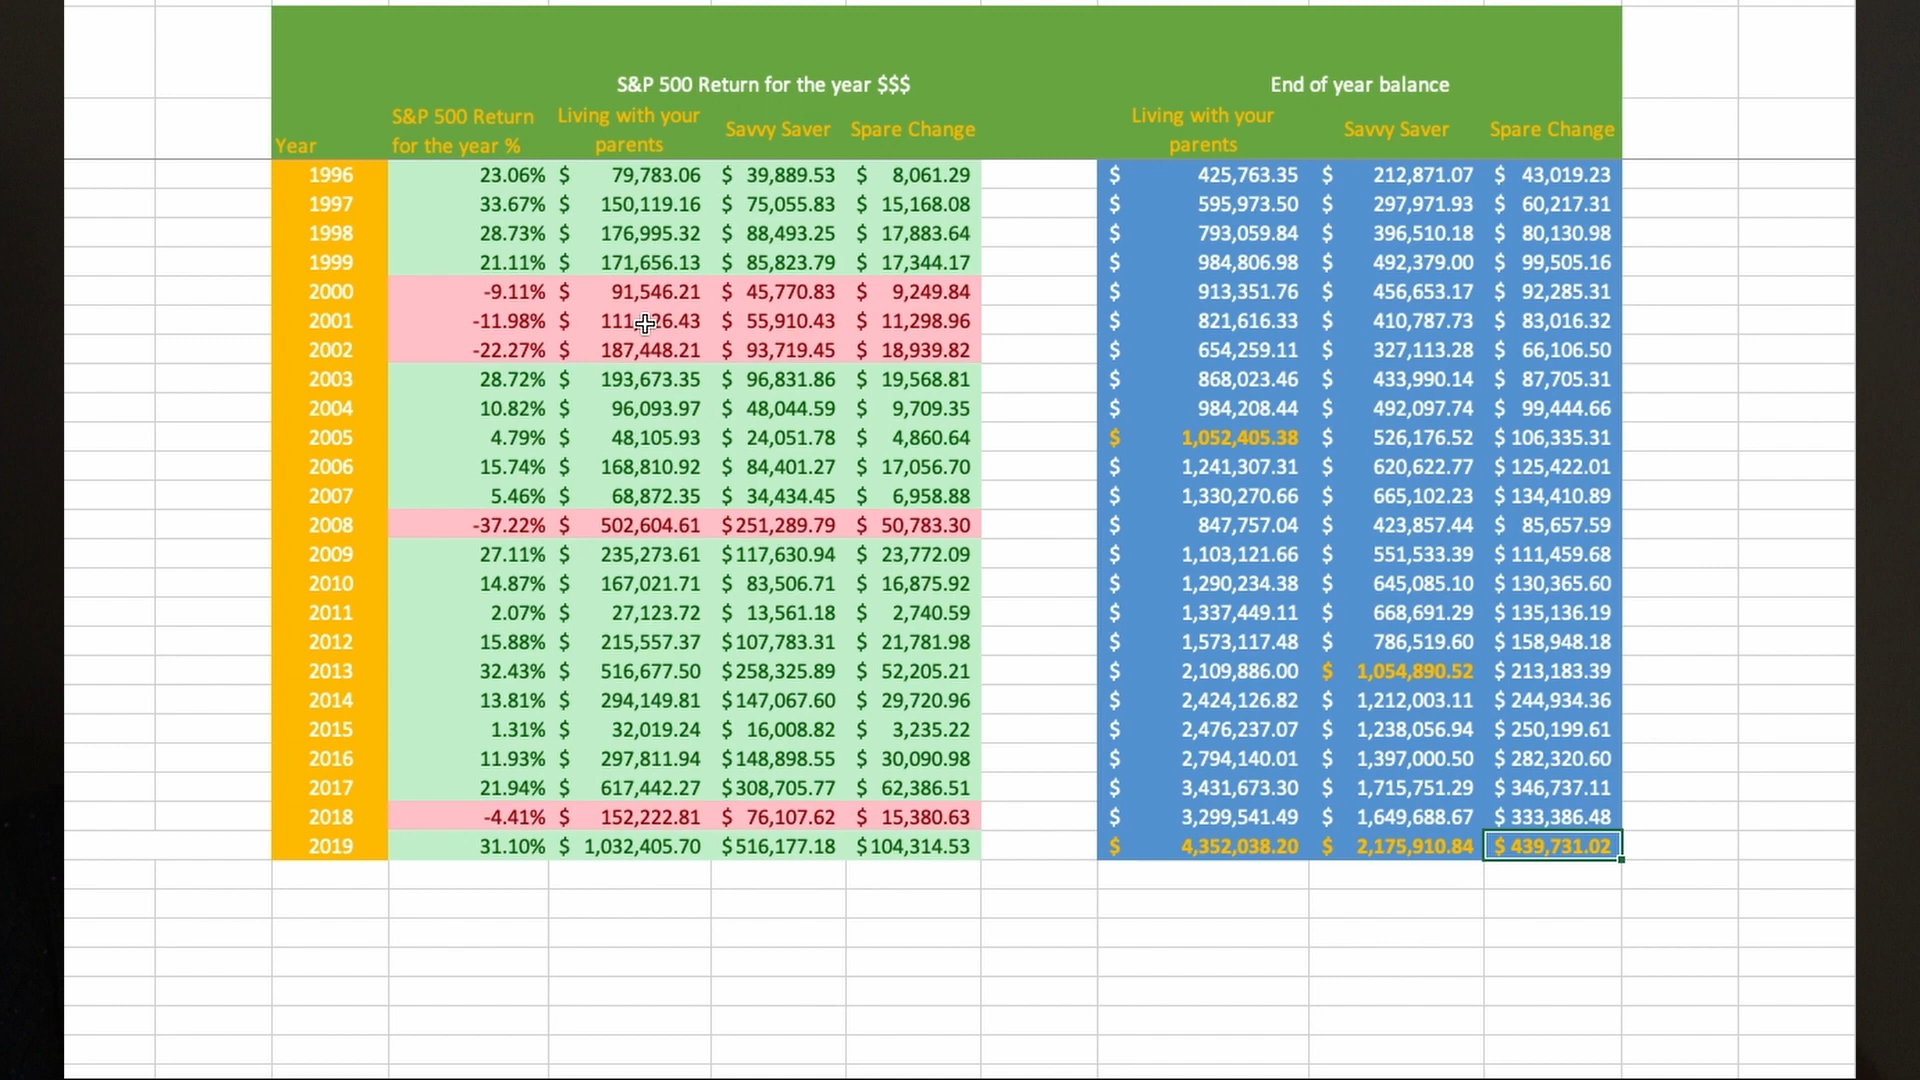 S&P 500 Return for the year $$$ End of year balance
Year S&P 500 Return for the year % Living with your parents Savvy Saver Spare Change Living with your parents Savvy Saver Spare Change
1996 23.06% $ 79,783.06 $ 39,889.53 $ 8,061.29 $ 425,763.35 $ 212,871.07 $ 43,019.23
1997 33.67% $ 150,119.16 $ 75,055.83 $ 15,168.08 $ 595,973.50 $ 297,971.93 $ 60,217.31
1998 28.73% $ 176,995.32 $ 88,493.25 $ 17,883.64 $ 793,059.84 $ 396,510.18 $ 80,130.98
1999 21.11% $ 171,656.13 $ 85,823.79 $ 17,344.17 $ 984,806.98 $ 492,379.00 $ 99,505.16
2000 -9.11% $ 91,546.21 $ 45,770.83 $ 9,249.84 $ 913,351.76 $ 456,653.17 $ 92,285.31
2001 -11.98% $ $ 55,910.43 $ 11,298.96 $ 821,616.33 $ 410,787.73 $ 83,016.32
2002 -22.27% $ 187,448.21 $ 93,719.45 $ 18,939.82 $ 654,259.11 $ 327,113.28 $ 66,106.50
2003 28.72% $ 193,673.35 $ 96,831.86 $ 19,568.81 $ 868,023.46 $ 433,990.14 $ 87,705.31
2004 10.82% $ 96,093.97 $ 48,044.59 $ 9,709.35 $ 984,208.44 $ 492,097.74 $ 99,444.66
2005 4.79% $ 48,105.93 $ 24,051.78 $ 4,860.64 $ 1,052,405.38 $ 526,176.52 $ 106,335.31
2006 15.74% $ 168,810.92 $ 84,401.27 $ 17,056.70 $ 1,241,307.31 $ 620,622.77 $ 125,422.01
2007 5.46% $ 68,872.35 $ 34,434.45 $ 6,958.88 $ 1,330,270.66 $ 665,102.23 $ 134,410.89
2008 -37.22% $ 502,604.61 $ 251,289.79 $ 50,783.30 $ 847,757.04 $ 423,857.44 $ 85,657.59
2009 27.11% $ 235,273.61 $ 117,630.94 $ 23,772.09 $ 1,103,121.66 $ 551,533.39 $ 111,459.68
2010 14.87% $ 167,021.71 $ 83,506.71 $ 16,875.92 $ 1,290,234.38 $ 645,085.10 $ 130,365.60
2011 2.07% $ 27,123.72 $ 13,561.18 $ 2,740.59 $ 1,337,449.11 $ 668,691.29 $ 135,136.19
2012 15.88% $ 215,557.37 $ 107,783.31 $ 21,781.98 $ 1,573,117.48 $ 786,519.60 $ 158,948.18
2013 32.43% $ 516,677.50 $ 258,325.89 $ 52,205.21 $ 2,109,886.00 $ 1,054,890.52 $ 213,183.39
2014 13.81% $ 294,149.81 $ 147,067.60 $ 29,720.96 $ 2,424,126.82 $ 1,212,003.11 $ 244,934.36
2015 1.31% $ 32,019.24 $ 16,008.82 $ 3,235.22 $ 2,476,237.07 $ 1,238,056.94 $ 250,199.61
2016 11.93% $ 297,811.94 $ 148,898.55 $ 30,090.98 $ 2,794,140.01 $ 1,397,000.50 $ 282,320.60
2017 21.94% $ 617,442.27 $ 308,705.77 $ 62,386.51 $ 3,431,673.30 $ 1,715,751.29 $ 346,737.11
2018 -4.41% $ 152,222.81 $ 76,107.62 $ 15,380.63 $ 3,299,541.49 $ 1,649,688.67 $ 333,386.48
2019 31.10% $ 1,032,405.70 $ 516,177.18 $ 104,314.53 $ 4,352,038.20 $ 2,175,910.84 $ 439,731.02